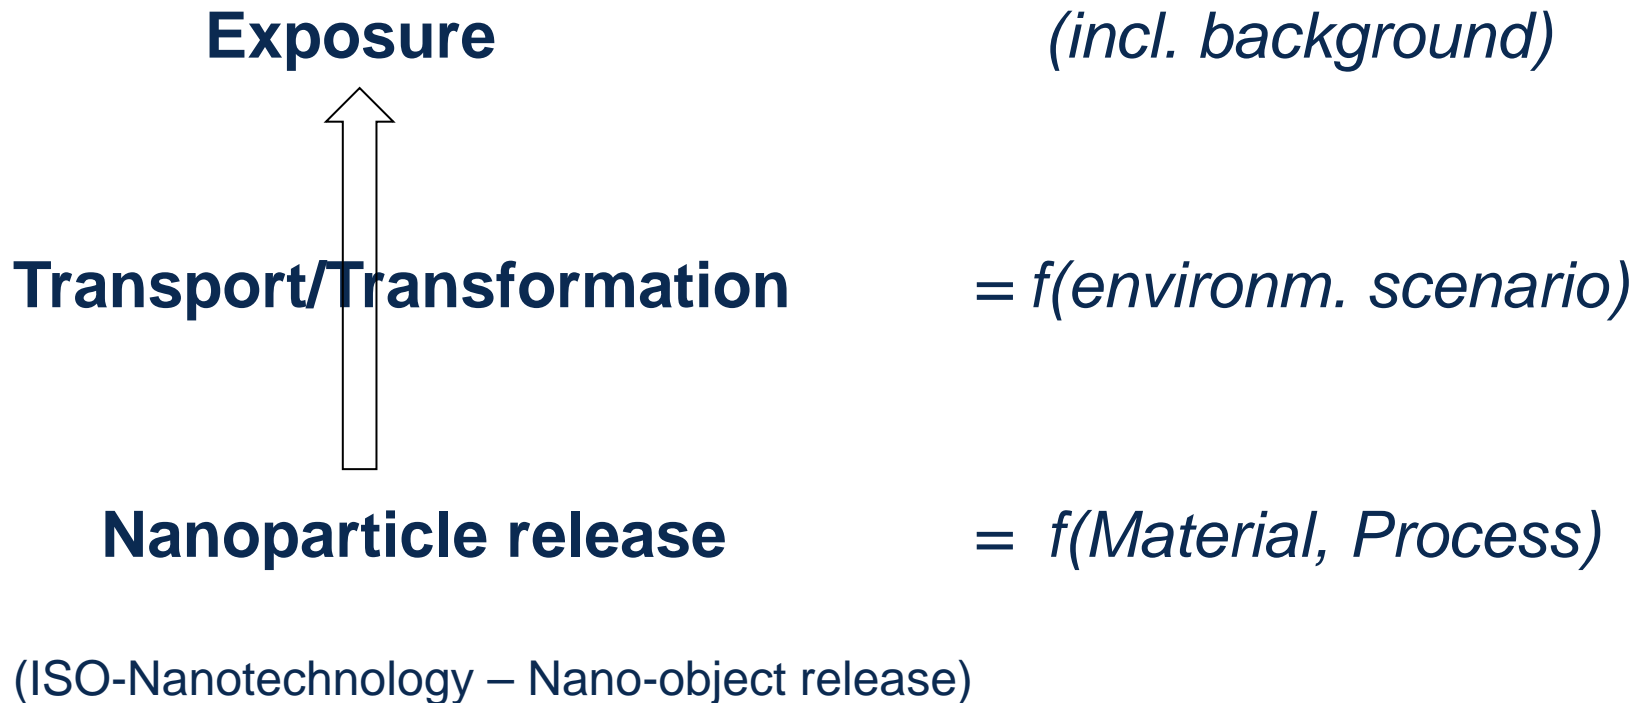 Exposure (incl. background)
Transport/Transformation = f(environm. scenario)
Nanoparticle release = f(Material, Process)
(ISO-Nanotechnology – Nano-object release)